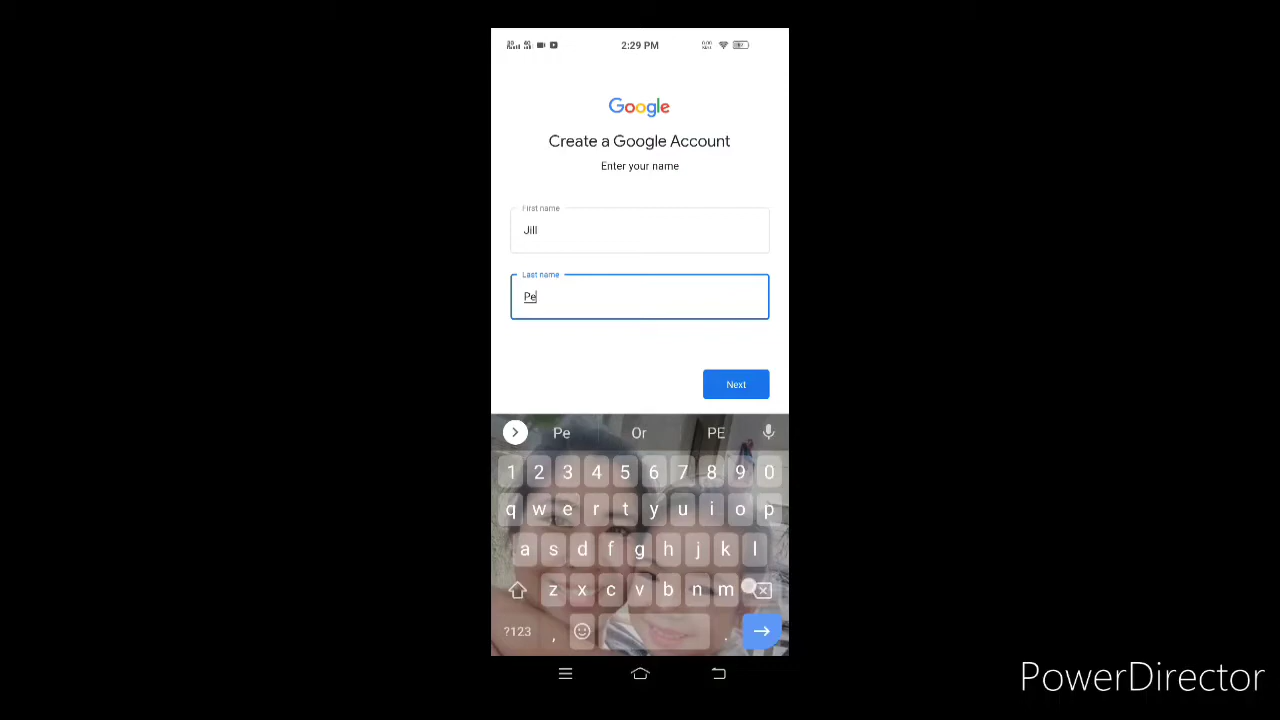 2:29 PM
Google
Create a Google Account
Enter your name
First name
Jill
Last name
Pe
Next
Pe Or PE
1 2 3 4 5 6 7 8 9 0
q w e r t y u i o p
a s d f g h j k l
z x c v b n m
?123 , .
PowerDirector